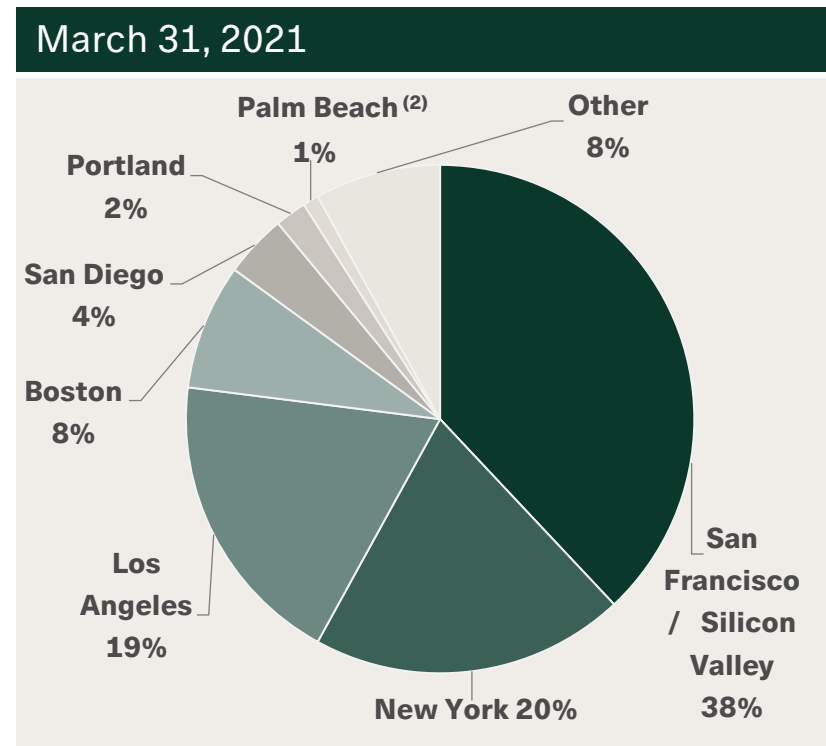 March 31, 2021
Palm Beach (2)
1%
Other
8%
Portland
2%
San Diego
4%
Boston
8%
Los
Angeles
19%
New York 20%
San
Francisco
/ Silicon
Valley
38%